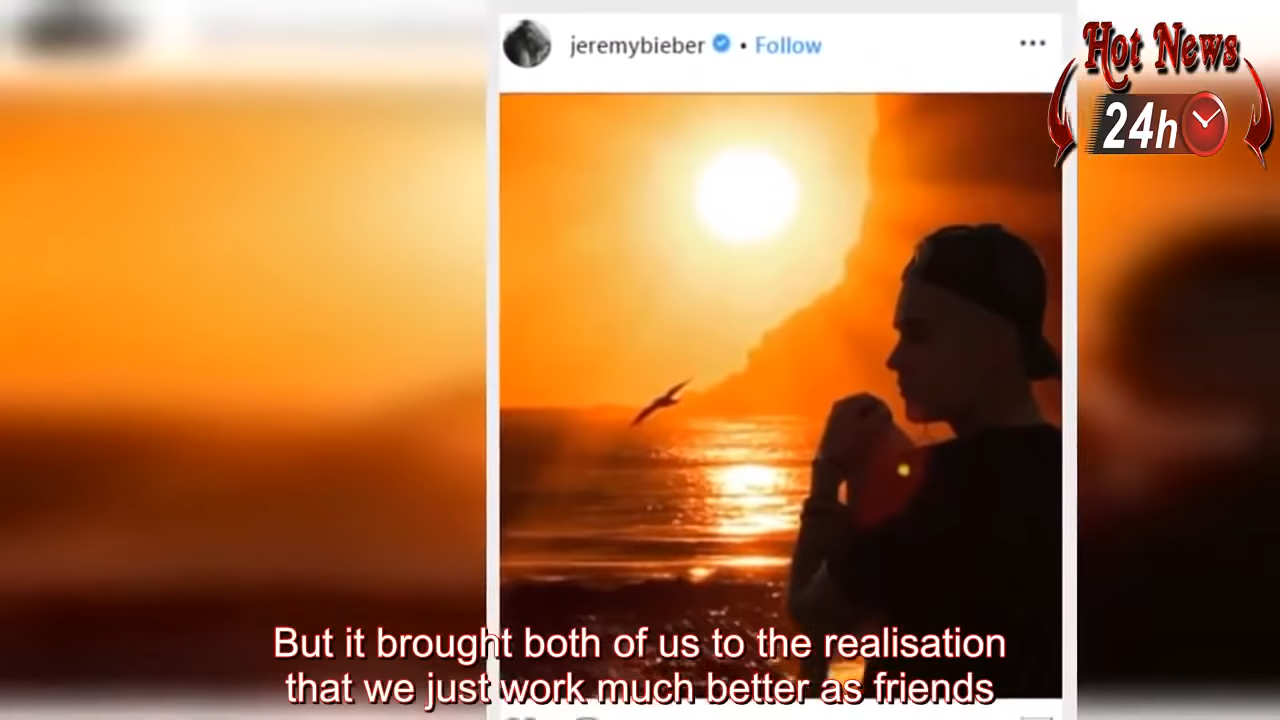 jeremybieber • Follow
Hot News
24h
But it brought both of us to the realisation
that we just work much better as friends